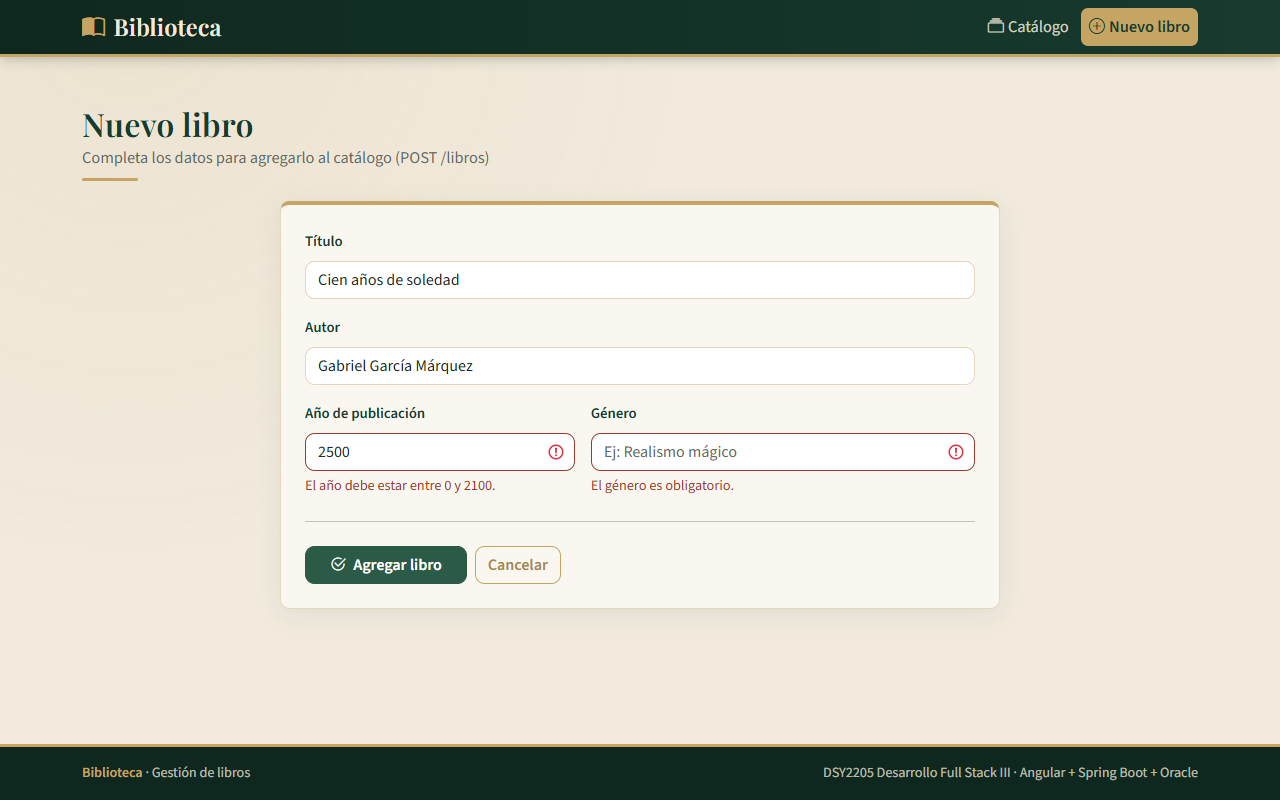 Biblioteca
Catálogo
Nuevo libro
Nuevo libro
Completa los datos para agregarlo al catálogo (POST /libros)
Título
Cien años de soledad
Autor
Gabriel García Márquez
Año de publicación
Género
2500
Ej: Realismo mágico
El año debe estar entre 0 y 2100.
El género es obligatorio.
Agregar libro
Cancelar
Biblioteca · Gestión de libros
DSY2205 Desarrollo Full Stack III · Angular + Spring Boot + Oracle